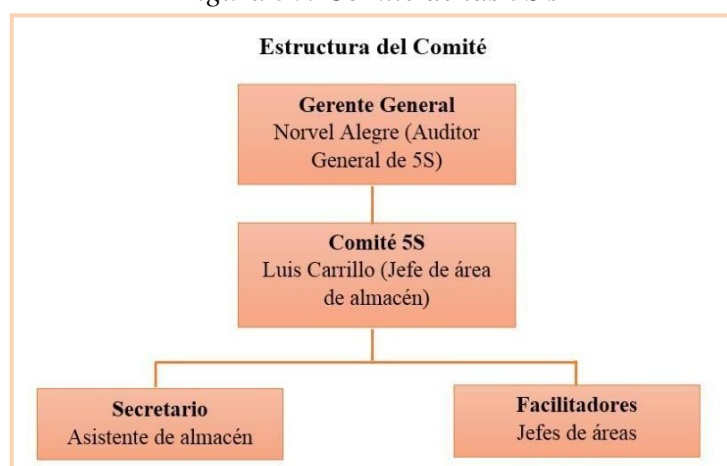 Estructura del Comité
Gerente General
Norvel Alegre (Auditor
General de 5S)
Comité 5S
Luis Carrillo (Jefe de área
de almacén)
Secretario
Asistente de almacén
Facilitadores
Jefes de áreas